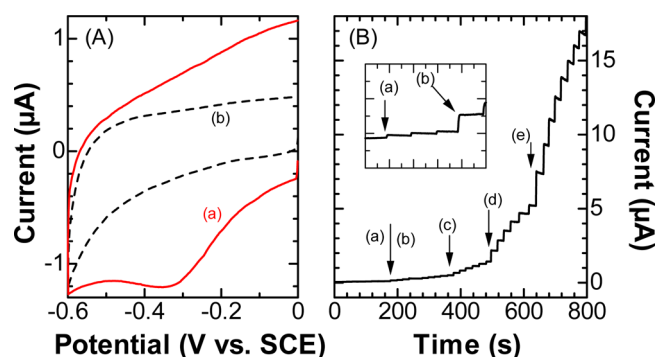 (A)
1
0
-1
Current (µA)
(b)
(a)
-0.6 -0.4 -0.2 0
Potential (V vs. SCE)
(B)
(a)
(b)
(e)
(d)
(c)
(a) (b)
15
10
5
0
Current (µA)
0 200 400 600 800
Time (s)